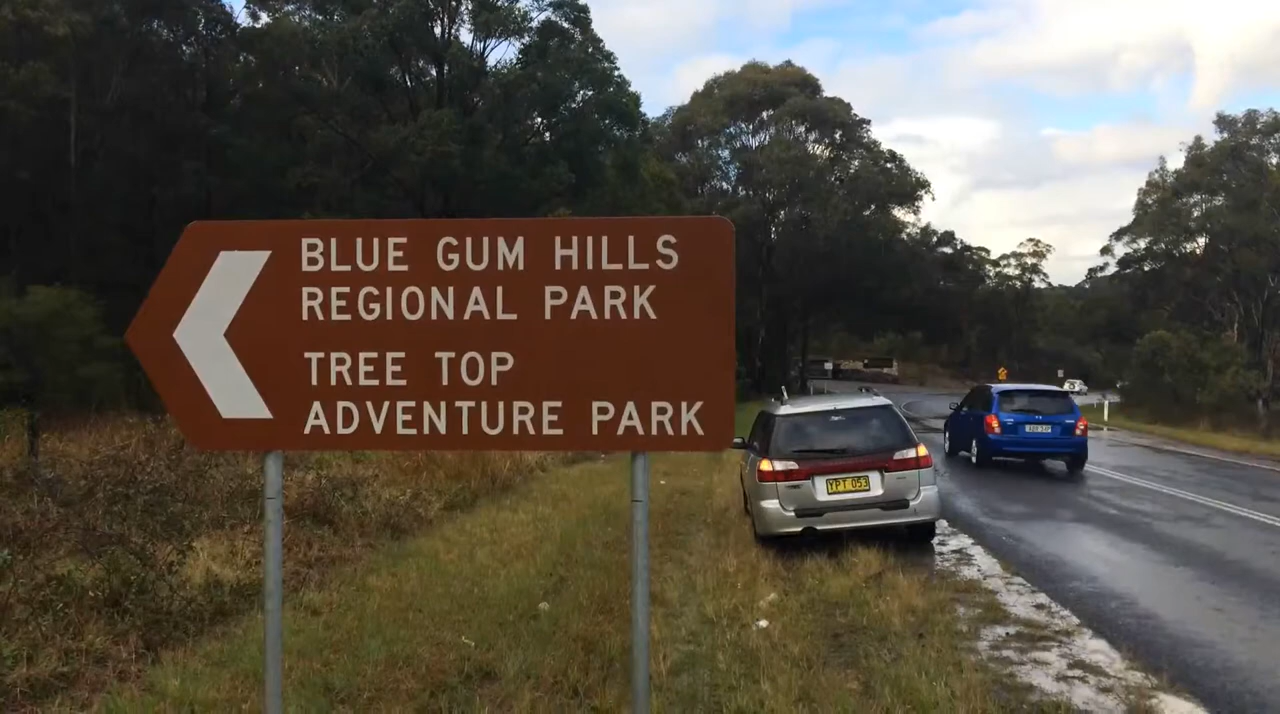 BLUE GUM HILLS
REGIONAL PARK
TREE TOP
ADVENTURE PARK
YPT 053